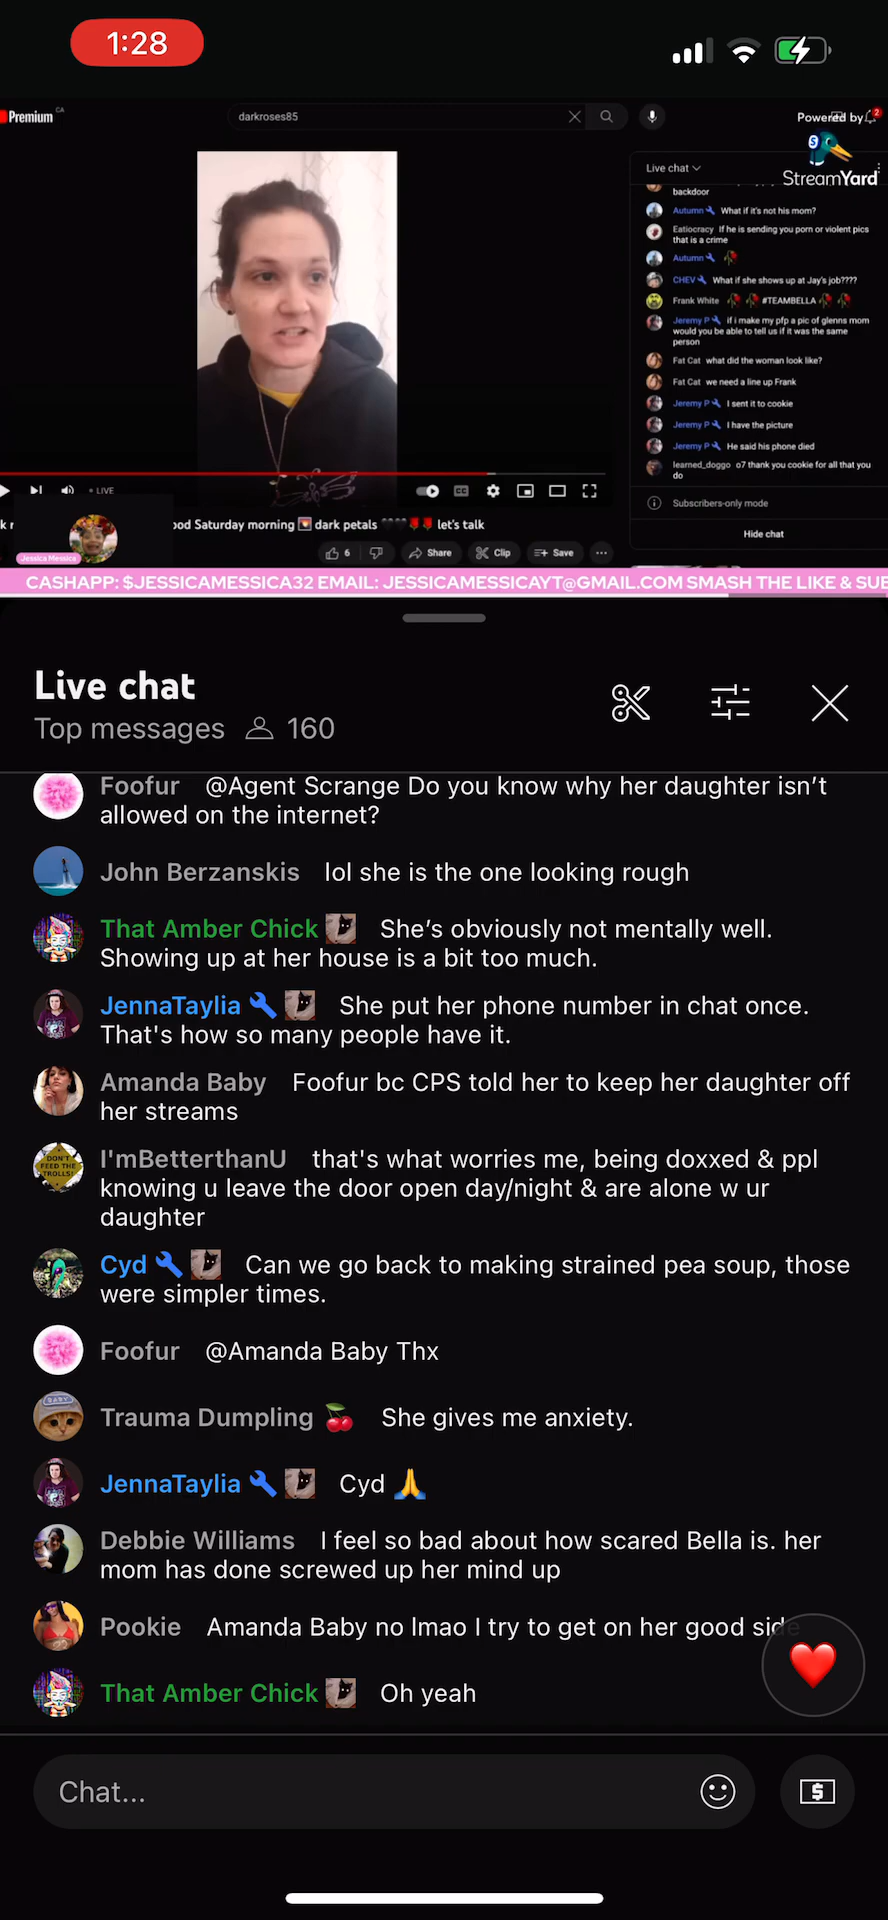 1:28
Premium CA
darkroses85
Powered by
2
StreamYard
Live chat
backdoor
Autumn What if it's not his mom?
Eatiocracy If he is sending you porn or violent pics
that is a crime
Autumn 🥀
CHEV What if she shows up at Jay's job????
Frank White 🥀🥀 #TEAMBELLA 🥀🥀
Jeremy P if i make my pfp a pic of glenns mom
would you be able to tell us if it was the same
person
Fat Cat what did the woman look like?
Fat Cat we need a line up Frank
Jeremy P I sent it to cookie
Jeremy P I have the picture
Jeremy P He said his phone died
learned_doggo o7 thank you cookie for all that you
do
Subscribers-only mode
Hide chat
LIVE
CC
ood Saturday morning 🌅 dark petals 🖤🖤🌹🌹 let's talk
6
Share
Clip
Save
Jessica Messica
CASHAPP: $JESSICAMESSICA32 EMAIL: JESSICAMESSICAYT@GMAIL.COM SMASH THE LIKE & SUB
Live chat
Top messages 160
Foofur @Agent Scrange Do you know why her daughter isn't
allowed on the internet?
John Berzanskis lol she is the one looking rough
That Amber Chick She's obviously not mentally well.
Showing up at her house is a bit too much.
JennaTaylia 🔧 She put her phone number in chat once.
That's how so many people have it.
Amanda Baby Foofur bc CPS told her to keep her daughter off
her streams
DON'T
FEED THE
TROLLS!
I'mBetterthanU that's what worries me, being doxxed & ppl
knowing u leave the door open day/night & are alone w ur
daughter
Cyd 🔧 Can we go back to making strained pea soup, those
were simpler times.
Foofur @Amanda Baby Thx
Trauma Dumpling 🍒 She gives me anxiety.
JennaTaylia 🔧 Cyd 🙏
Debbie Williams I feel so bad about how scared Bella is. her
mom has done screwed up her mind up
Pookie Amanda Baby no lmao I try to get on her good side
That Amber Chick Oh yeah
Chat...